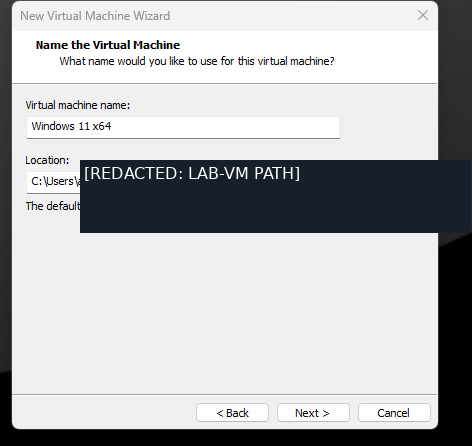 New Virtual Machine Wizard
Name the Virtual Machine
What name would you like to use for this virtual machine?
Virtual machine name:
Windows 11 x64
Location:
[REDACTED: LAB-VM PATH]
C:\Users\
The default
< Back
Next >
Cancel